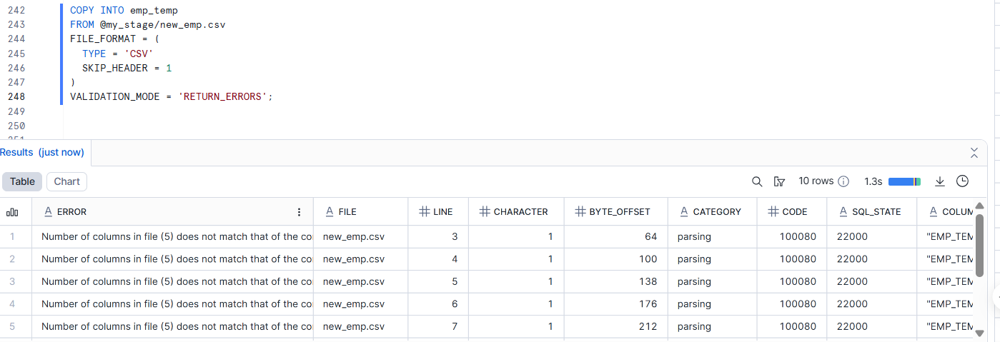 242 COPY INTO emp_temp
243 FROM @my_stage/new_emp.csv
244 FILE_FORMAT = (
245 TYPE = 'CSV'
246 SKIP_HEADER = 1
247 )
248 VALIDATION_MODE = 'RETURN_ERRORS';
249
250
251
Results (just now)
Table Chart 10 rows 1.3s
ERROR FILE LINE CHARACTER BYTE_OFFSET CATEGORY CODE SQL_STATE COLUM
1 Number of columns in file (5) does not match that of the co new_emp.csv 3 1 64 parsing 100080 22000 "EMP_TEM
2 Number of columns in file (5) does not match that of the co new_emp.csv 4 1 100 parsing 100080 22000 "EMP_TEM
3 Number of columns in file (5) does not match that of the co new_emp.csv 5 1 138 parsing 100080 22000 "EMP_TEM
4 Number of columns in file (5) does not match that of the co new_emp.csv 6 1 176 parsing 100080 22000 "EMP_TEM
5 Number of columns in file (5) does not match that of the co new_emp.csv 7 1 212 parsing 100080 22000 "EMP_TEM